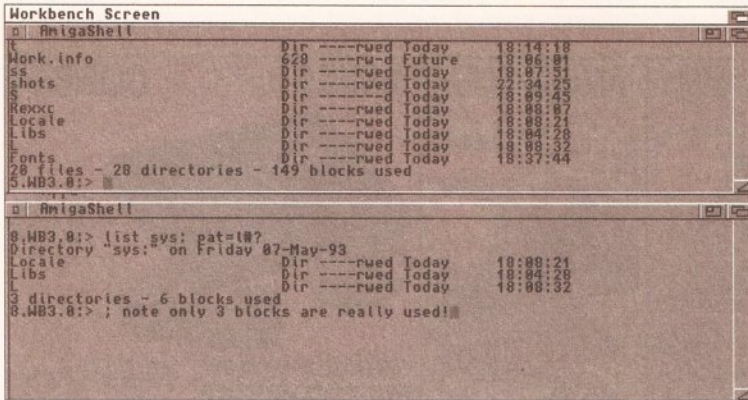 Workbench Screen
AmigaShell
t Dir ----rwed Today 18:14:18
Work.info 628 ----rw-d Future 18:06:01
ss Dir ----rwed Today 18:07:51
shots Dir ----rwed Today 22:34:25
S Dir -------d Today 18:09:45
Rexxc Dir ----rwed Today 18:08:07
Locale Dir ----rwed Today 18:08:21
Libs Dir ----rwed Today 18:04:28
L Dir ----rwed Today 18:08:32
Fonts Dir ----rwed Today 18:37:44
20 files - 28 directories - 149 blocks used
5.WB3.0:>
AmigaShell
8.WB3.0:> list sys: pat=l#?
Directory "sys:" on Friday 07-May-93
Locale Dir ----rwed Today 18:08:21
Libs Dir ----rwed Today 18:04:28
L Dir ----rwed Today 18:08:32
3 directories - 6 blocks used
8.WB3.0:> ; note only 3 blocks are really used!